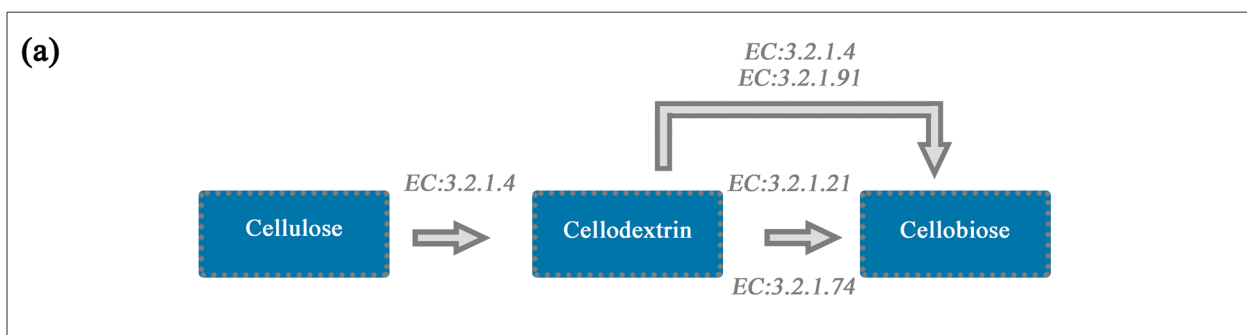 (a)
EC:3.2.1.4
EC:3.2.1.91
EC:3.2.1.4
EC:3.2.1.21
Cellulose
Cellodextrin
Cellobiose
EC:3.2.1.74